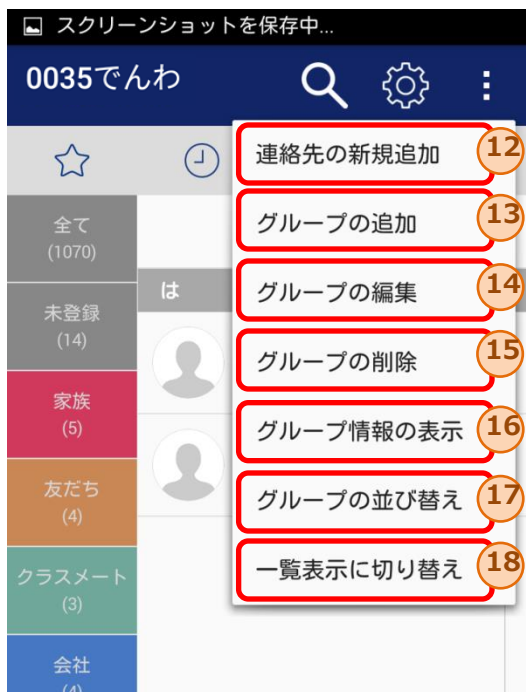 スクリーンショットを保存中...
0035でんわ
連絡先の新規追加 12
グループの追加 13
グループの編集 14
グループの削除 15
グループ情報の表示 16
グループの並び替え 17
一覧表示に切り替え 18
全て
(1070)
未登録
(14)
家族
(5)
友だち
(4)
クラスメート
(3)
会社
(4)
は